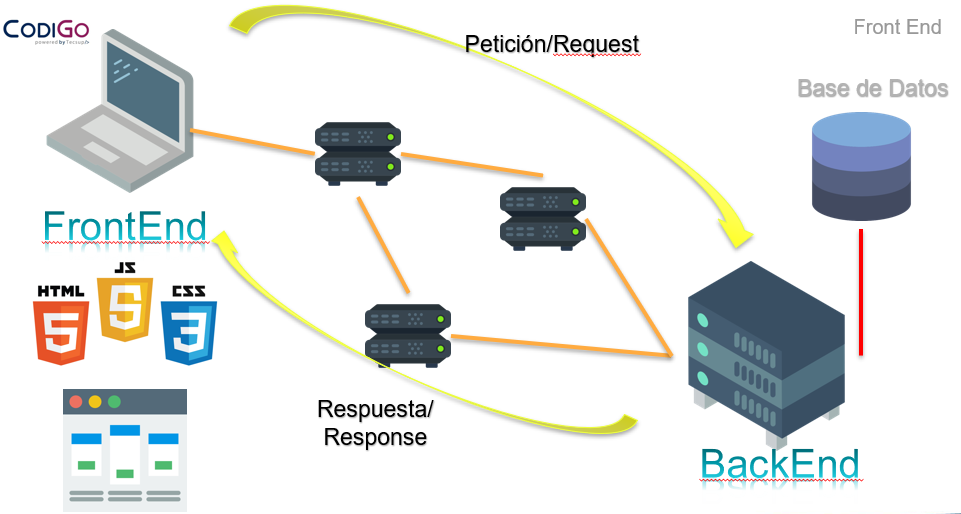 CODIGO
powered by Tecsup/>
Petición/Request
Front End
Base de Datos
FrontEnd
HTML
JS
CSS
5
5
3
Respuesta/
Response
BackEnd